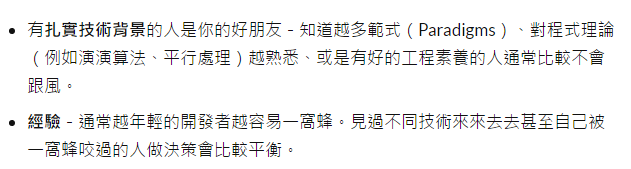 有扎實技術背景的人是你的好朋友 - 知道越多範式（Paradigms）、對程式理論
（例如演演算法、平行處理）越熟悉、或是有好的工程素養的人通常比較不會
跟風。
經驗 - 通常越年輕的開發者越容易一窩蜂。見過不同技術來來去去甚至自己被
一窩蜂咬過的人做決策會比較平衡。